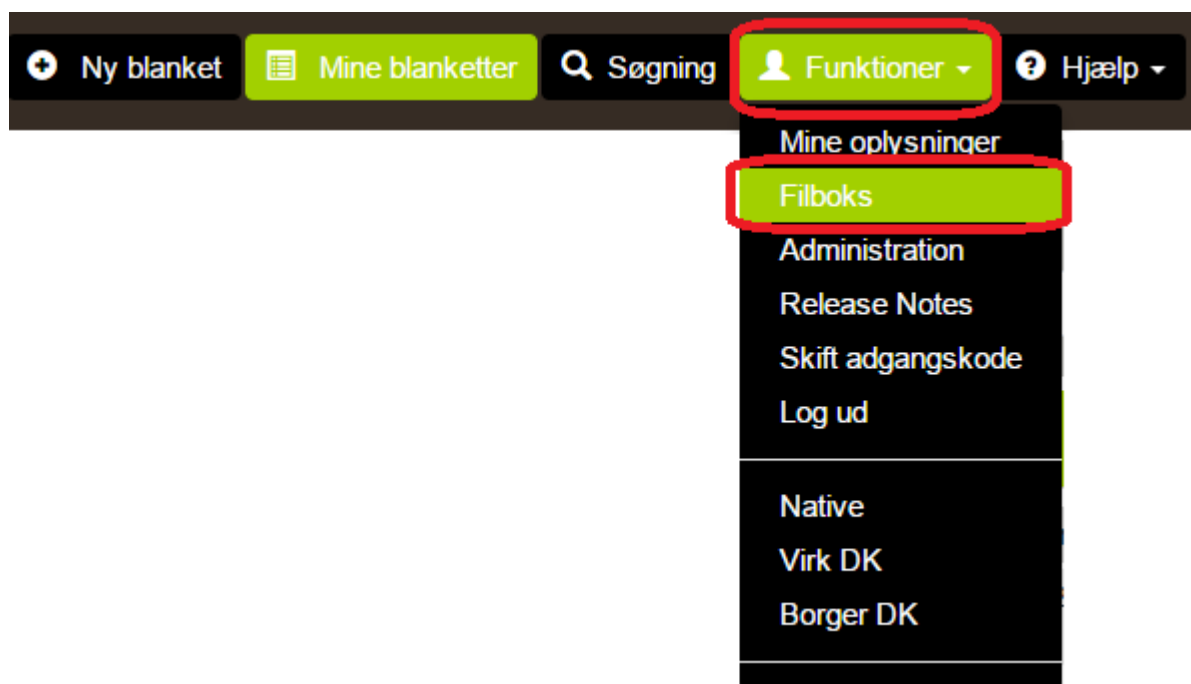 Ny blanket Mine blanketter Søgning Funktioner Hjælp
Mine oplysninger
Filboks
Administration
Release Notes
Skift adgangskode
Log ud
Native
Virk DK
Borger DK